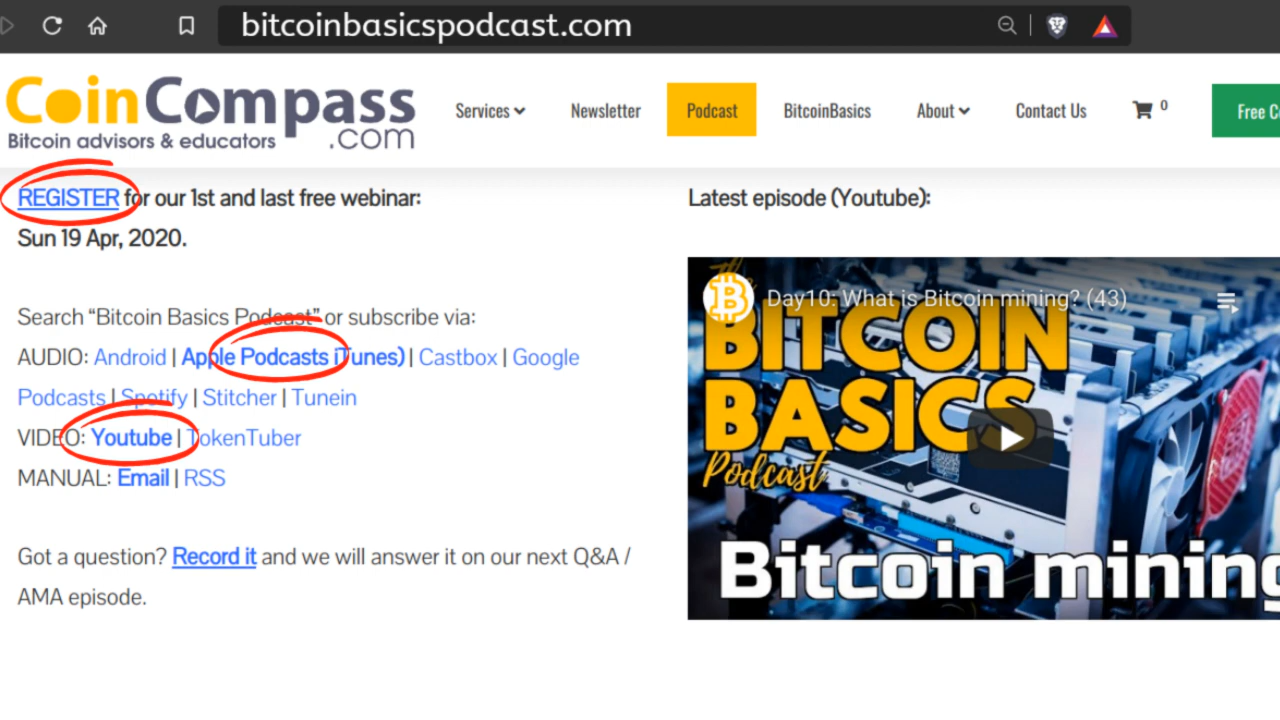 bitcoinbasicspodcast.com
CoinCompass
.com
Bitcoin advisors & educators
Services
Newsletter
Podcast
BitcoinBasics
About
Contact Us
0
Free
REGISTER for our 1st and last free webinar:
Sun 19 Apr, 2020.
Search “Bitcoin Basics Podcast” or subscribe via:
AUDIO: Android | Apple Podcasts iTunes) | Castbox | Google
Podcasts | Spotify | Stitcher | Tunein
VIDEO: Youtube | TokenTuber
MANUAL: Email | RSS
Got a question? Record it and we will answer it on our next Q&A /
AMA episode.
Latest episode (Youtube):
Day10: What is Bitcoin mining? (43)
The
BITCOIN
BASICS
Podcast
Bitcoin mining